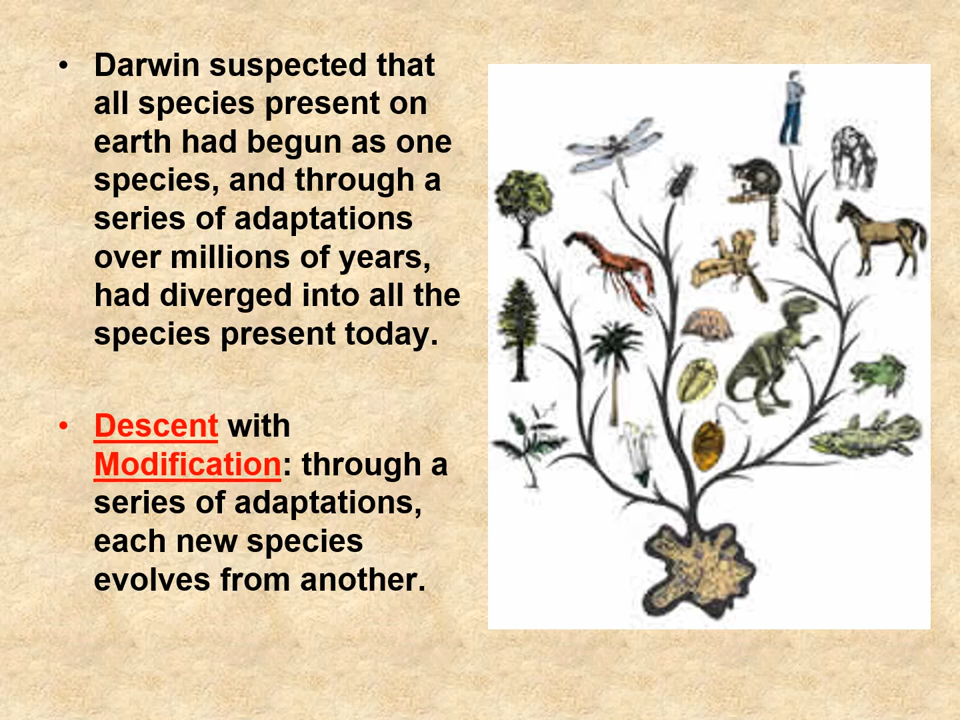 • Darwin suspected that
all species present on
earth had begun as one
species, and through a
series of adaptations
over millions of years,
had diverged into all the
species present today.
• Descent with
Modification: through a
series of adaptations,
each new species
evolves from another.